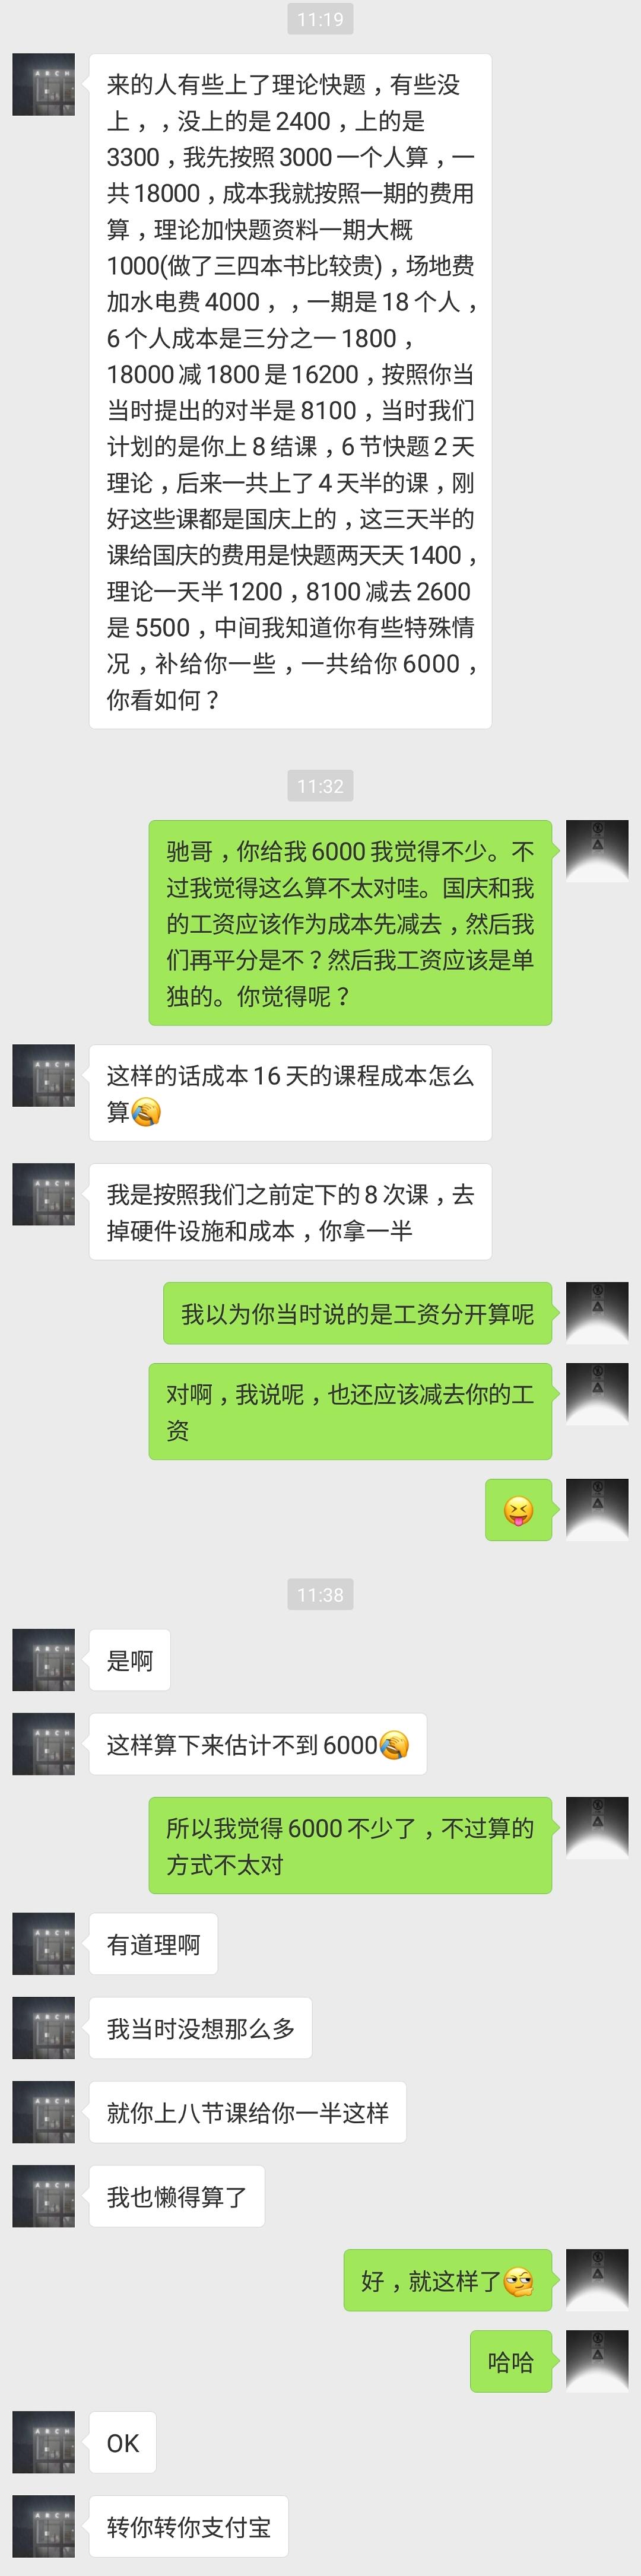 11:19
来的人有些上了理论快题，有些没
上，，没上的是2400，上的是
3300，我先按照3000一个人算，一
共18000，成本我就按照一期的费用
算，理论加快题资料一期大概
1000(做了三四本书比较贵)，场地费
加水电费4000，，一期是18个人，
6个人成本是三分之一1800，
18000减1800是16200，按照你当
当时提出的对半是8100，当时我们
计划的是你上8结课，6节快题2天
理论，后来一共上了4天半的课，刚
好这些课都是国庆上的，这三天半的
课给国庆的费用是快题两天天1400，
理论一天半1200，8100减去2600
是5500，中间我知道你有些特殊情
况，补给你一些，一共给你6000，
你看如何？
11:32
驰哥，你给我6000我觉得不少。不
过我觉得这么算不太对哇。国庆和我
的工资应该作为成本先减去，然后我
们再平分是不？然后我工资应该是单
独的。你觉得呢？
这样的话成本16天的课程成本怎么
算
我是按照我们之前定下的8次课，去
掉硬件设施和成本，你拿一半
我以为你当时说的是工资分开算呢
对啊，我说呢，也还应该减去你的工
资
11:38
是啊
这样算下来估计不到6000
所以我觉得6000不少了，不过算的
方式不太对
有道理啊
我当时没想那么多
就你上八节课给你一半这样
我也懒得算了
好，就这样了
哈哈
OK
转你转你支付宝